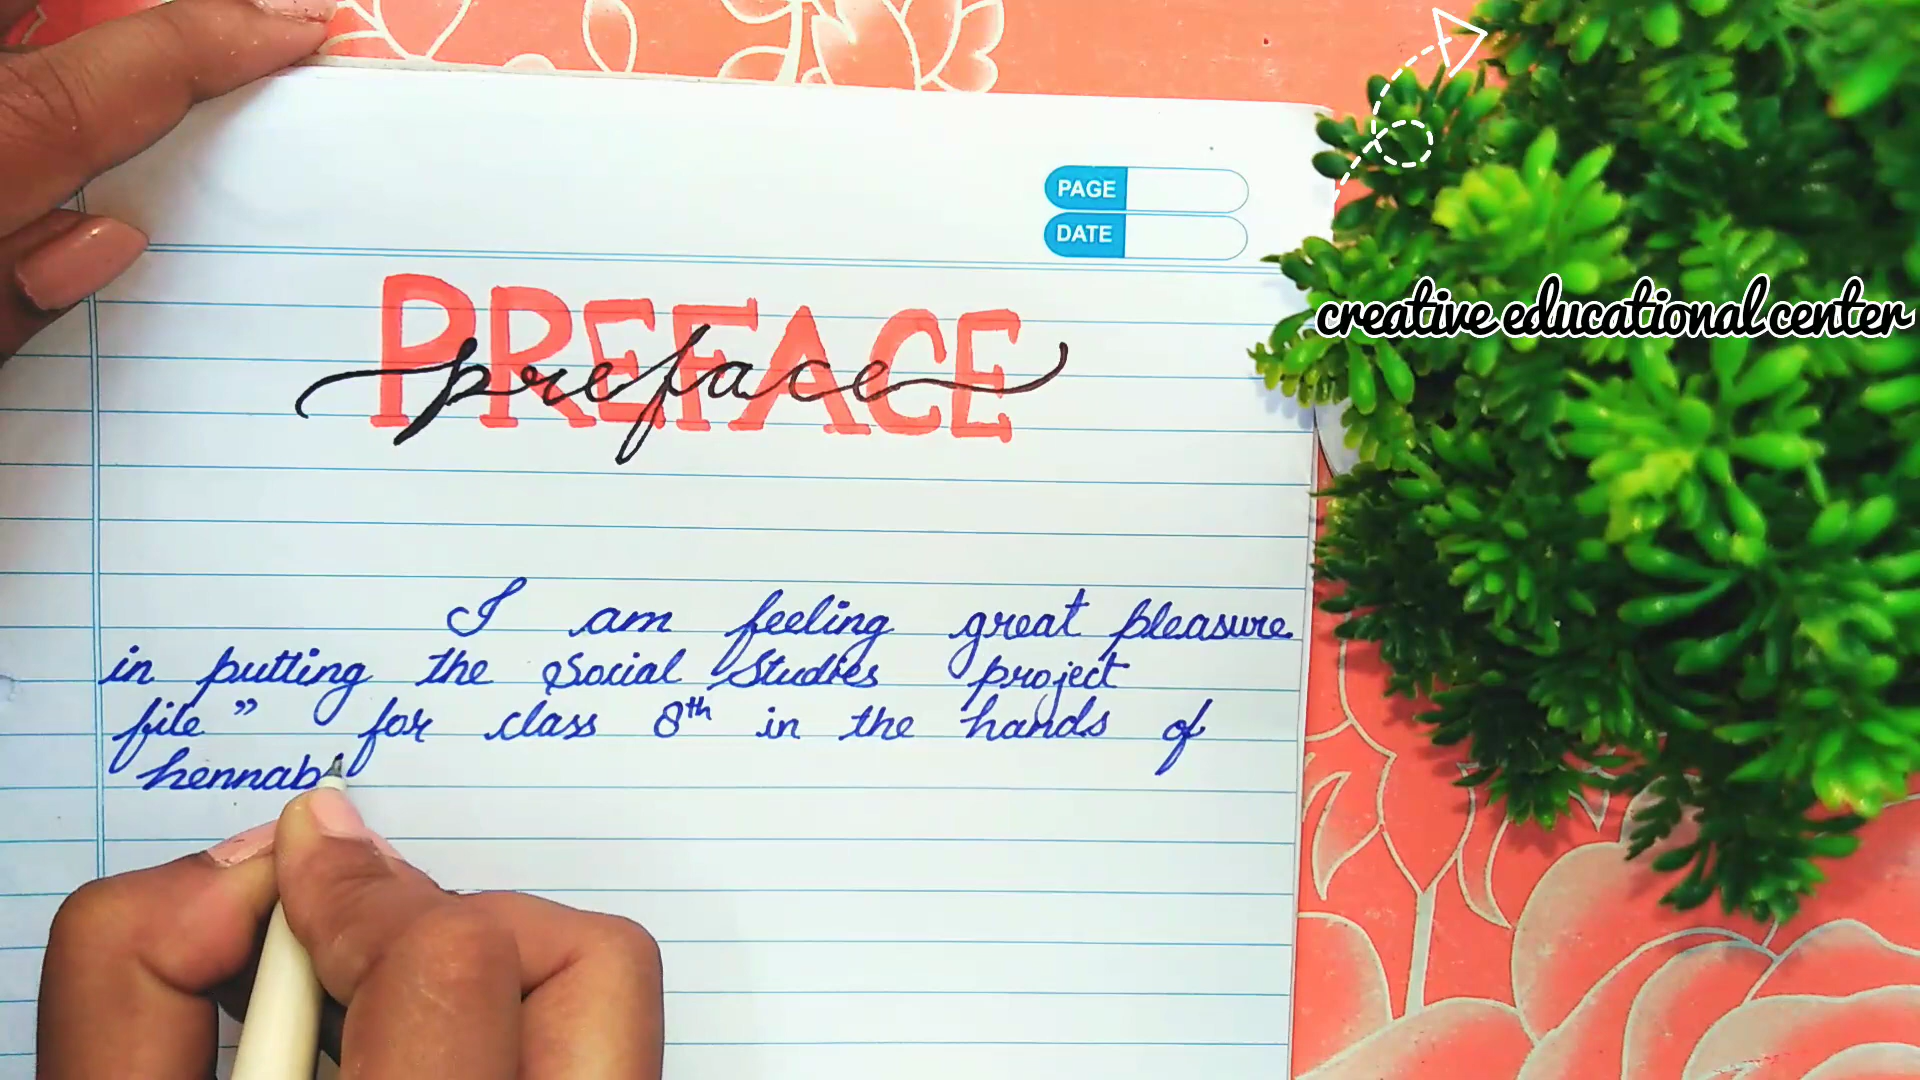 PAGE
DATE
creative educational center
PREFACE
preface
I am feeling great pleasure
in putting the Social Studies project
file" for class 8th in the hands of
hennab